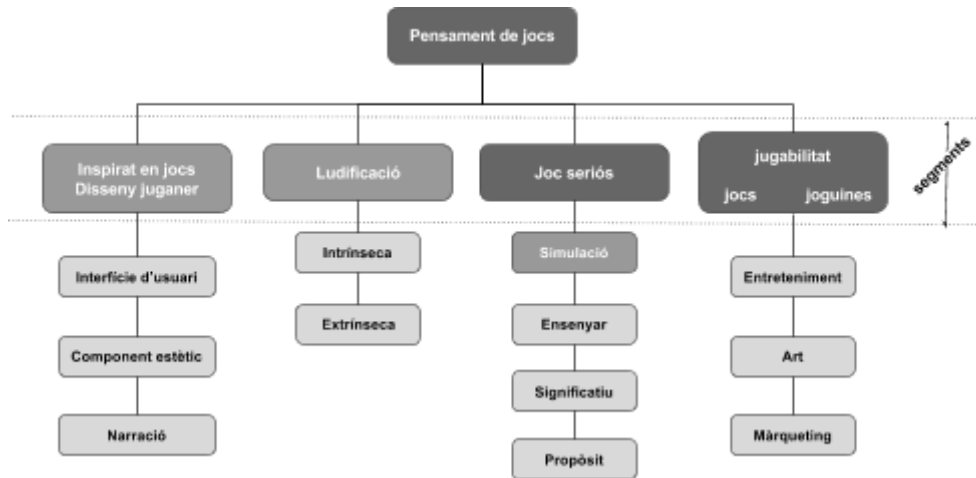 Pensament de jocs
Inspirat en jocs
Disseny juganer
Ludificació
Joc seriós
jugabilitat
jocs joguines
segments
Interfície d'usuari
Component estètic
Narració
Intrínseca
Extrínseca
Simulació
Ensenyar
Significatiu
Propòsit
Entreteniment
Art
Màrqueting